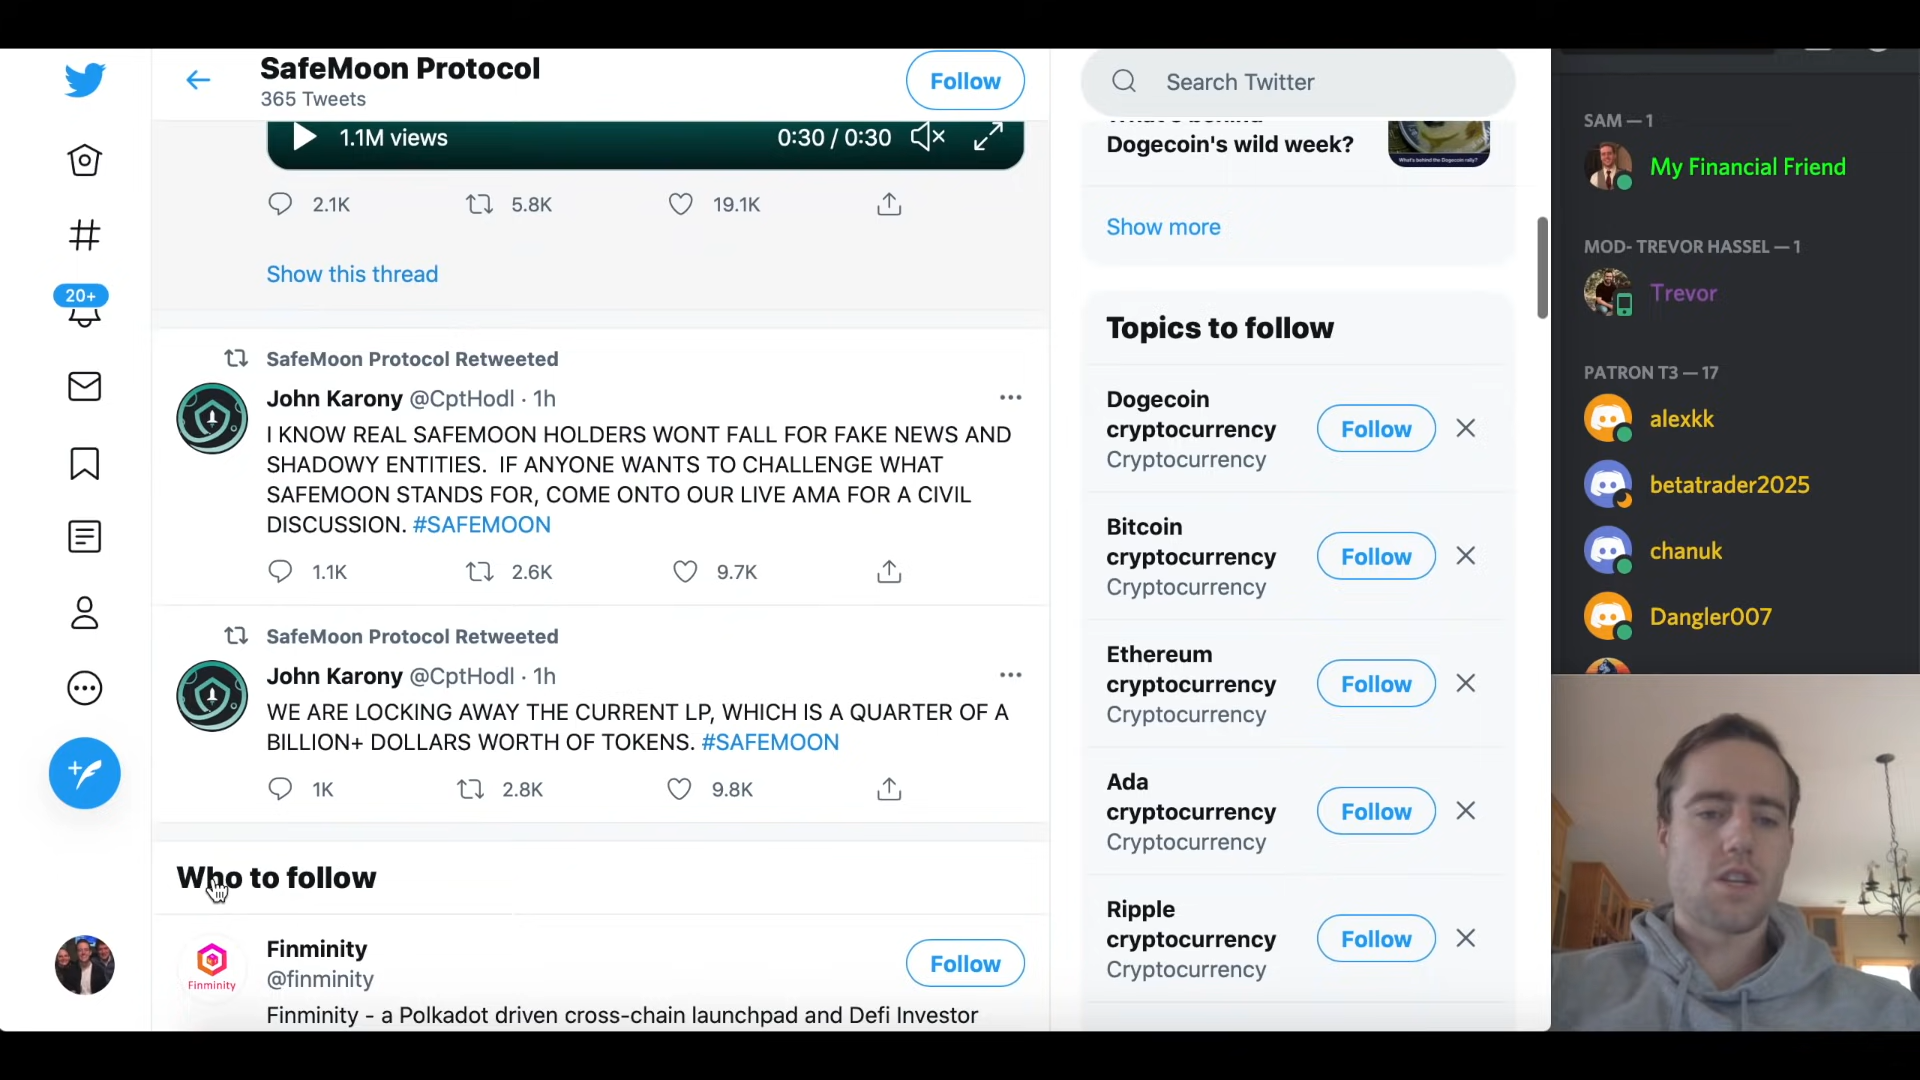 SafeMoon Protocol
365 Tweets
Follow
1.1M views
0:30 / 0:30
2.1K
5.8K
19.1K
Show this thread
SafeMoon Protocol Retweeted
John Karony @CptHodl · 1h
I KNOW REAL SAFEMOON HOLDERS WONT FALL FOR FAKE NEWS AND
SHADOWY ENTITIES. IF ANYONE WANTS TO CHALLENGE WHAT
SAFEMOON STANDS FOR, COME ONTO OUR LIVE AMA FOR A CIVIL
DISCUSSION. #SAFEMOON
1.1K
2.6K
9.7K
SafeMoon Protocol Retweeted
John Karony @CptHodl · 1h
WE ARE LOCKING AWAY THE CURRENT LP, WHICH IS A QUARTER OF A
BILLION+ DOLLARS WORTH OF TOKENS. #SAFEMOON
1K
2.8K
9.8K
Who to follow
Finminity
Finminity
@finminity
Follow
Finminity - a Polkadot driven cross-chain launchpad and Defi Investor
20+
Search Twitter
What's behind
Dogecoin's wild week?
What's behind the Dogecoin rally?
Show more
Topics to follow
Dogecoin
cryptocurrency
Cryptocurrency
Follow
Bitcoin
cryptocurrency
Cryptocurrency
Follow
Ethereum
cryptocurrency
Cryptocurrency
Follow
Ada
cryptocurrency
Cryptocurrency
Follow
Ripple
cryptocurrency
Cryptocurrency
Follow
SAM — 1
My Financial Friend
MOD- TREVOR HASSEL — 1
Trevor
PATRON T3 — 17
alexkk
betatrader2025
chanuk
Dangler007